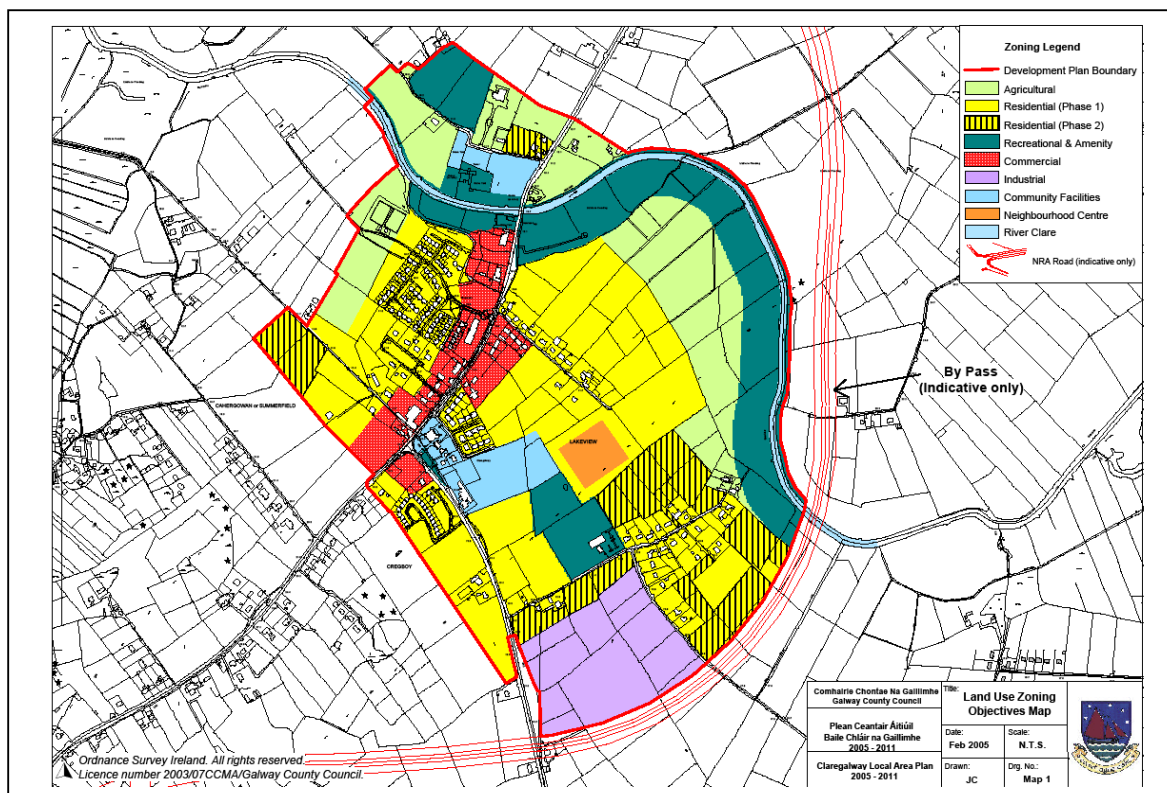 Zoning Legend
Development Plan Boundary
Agricultural
Residential (Phase 1)
Residential (Phase 2)
Recreational & Amenity
Commercial
Industrial
Community Facilities
Neighbourhood Centre
River Clare
NRA Road (indicative only)
By Pass
(Indicative only)
CAHERGOWAN or SUMMERFIELD
LAKEVIEW
CREGBOY
Ordnance Survey Ireland. All rights reserved.
Licence number 2003/07CCMA/Galway County Council.
Comhairle Chontae Na Gaillimhe
Galway County Council
Plean Ceantair Áitiúil
Baile Chláir na Gaillimhe
2005 - 2011
Claregalway Local Area Plan
2005 - 2011
Title:
Land Use Zoning
Objectives Map
Date:
Feb 2005
Scale:
N.T.S.
Drawn:
JC
Drg. No.:
Map 1